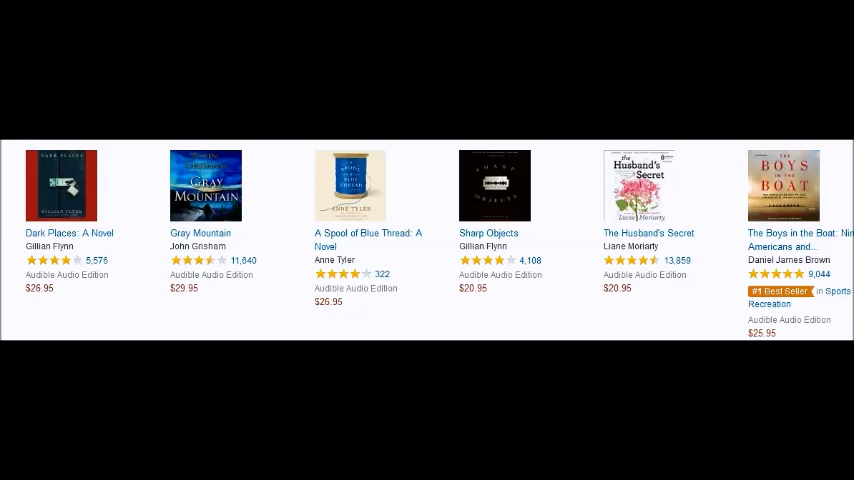 DARK PLACES
GILLIAN FLYNN
Dark Places: A Novel
Gillian Flynn
5,576
Audible Audio Edition
$26.95
JOHN
GRISHAM
GRAY
MOUNTAIN
Gray Mountain
John Grisham
11,640
Audible Audio Edition
$29.95
A
SPOOL
OF
BLUE
THREAD
ANNE TYLER
A Spool of Blue Thread: A
Novel
Anne Tyler
322
Audible Audio Edition
$26.95
SHARP
OBJECTS
Sharp Objects
Gillian Flynn
4,108
Audible Audio Edition
$20.95
the
Husband's
Secret
Liane Moriarty
The Husband's Secret
Liane Moriarty
13,859
Audible Audio Edition
$20.95
THE
BOYS
IN THE
BOAT
The Boys in the Boat: Nin
Americans and...
Daniel James Brown
9,044
#1 Best Seller in Sports
Recreation
Audible Audio Edition
$25.95